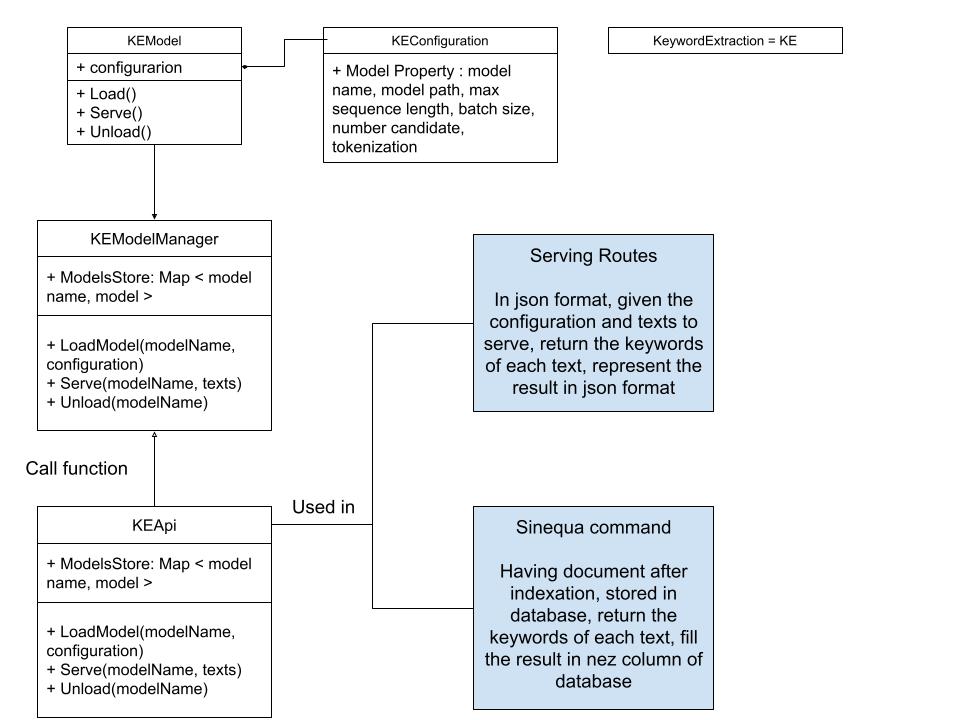 KEModel
+ configurarion
+ Load()
+ Serve()
+ Unload()
KEConfiguration
+ Model Property : model
name, model path, max
sequence length, batch size,
number candidate,
tokenization
KeywordExtraction = KE
KEModelManager
+ ModelsStore: Map < model
name, model >
+ LoadModel(modelName,
configuration)
+ Serve(modelName, texts)
+ Unload(modelName)
Serving Routes
In json format, given the
configuration and texts to
serve, return the keywords
of each text, represent the
result in json format
Call function
KEApi
+ ModelsStore: Map < model
name, model >
+ LoadModel(modelName,
configuration)
+ Serve(modelName, texts)
+ Unload(modelName)
Used in
Sinequa command
Having document after
indexation, stored in
database, return the
keywords of each text, fill
the result in nez column of
database